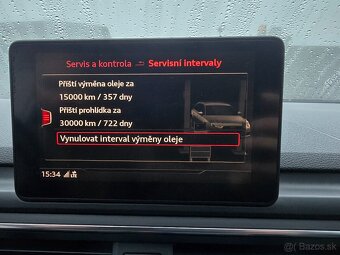 Servis a kontrola Servisní intervaly
Příští výměna oleje za
15000 km / 357 dny
Příští prohlídka za
30000 km / 722 dny
Vynulovat interval výměny oleje
15:34
Bazos.sk